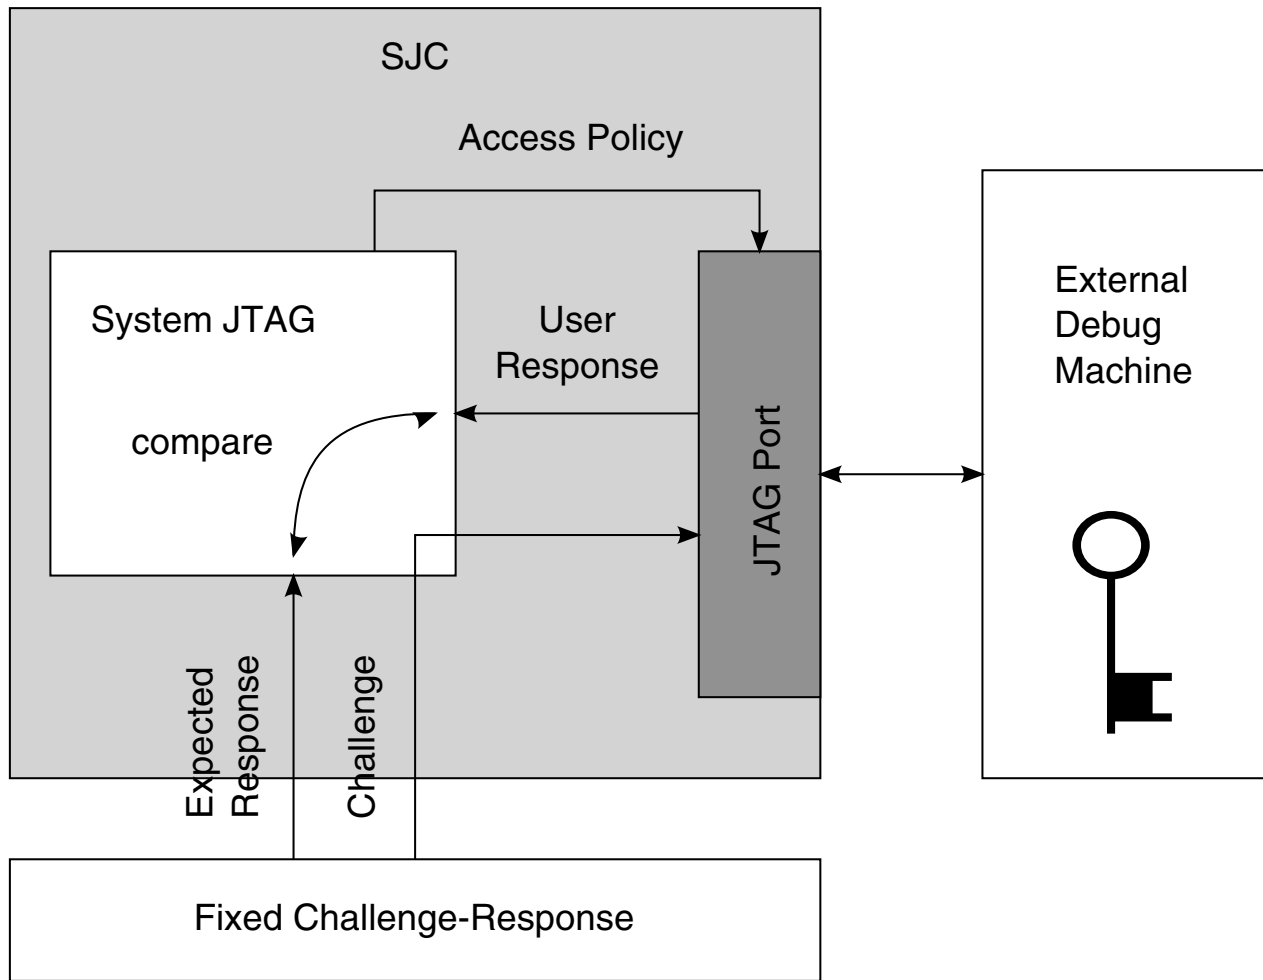 SJC
Access Policy
System JTAG
User
Response
External
Debug
Machine
compare
JTAG Port
Expected
Response
Challenge
Fixed Challenge-Response